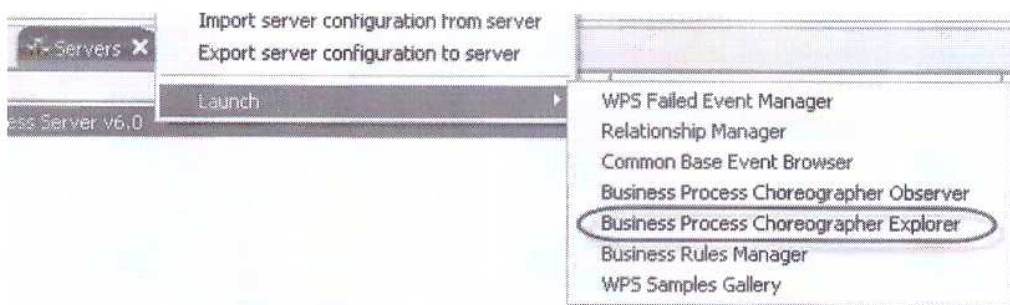 Import server configuration from server
Servers
Export server configuration to server
Launch
ess Server v6.0
WPS Failed Event Manager
Relationship Manager
Common Base Event Browser
Business Process Choreographer Observer
Business Process Choreographer Explorer
Business Rules Manager
WPS Samples Gallery